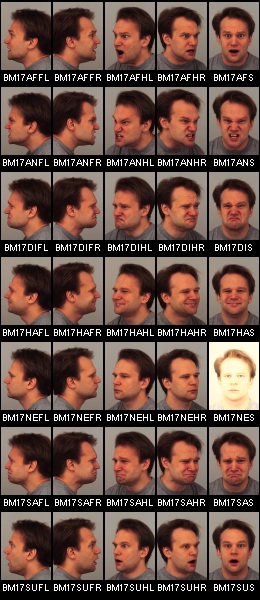 BM17AFFL BM17AFFR BM17AFHL BM17AFHR BM17AFS
BM17ANFL BM17ANFR BM17ANHL BM17ANHR BM17ANS
BM17DIFL BM17DIFR BM17DIHL BM17DIHR BM17DIS
BM17HAFL BM17HAFR BM17HAHL BM17HAHR BM17HAS
BM17NEFL BM17NEFR BM17NEHL BM17NEHR BM17NES
BM17SAFL BM17SAFR BM17SAHL BM17SAHR BM17SAS
BM17SUFL BM17SUFR BM17SUHL BM17SUHR BM17SUS